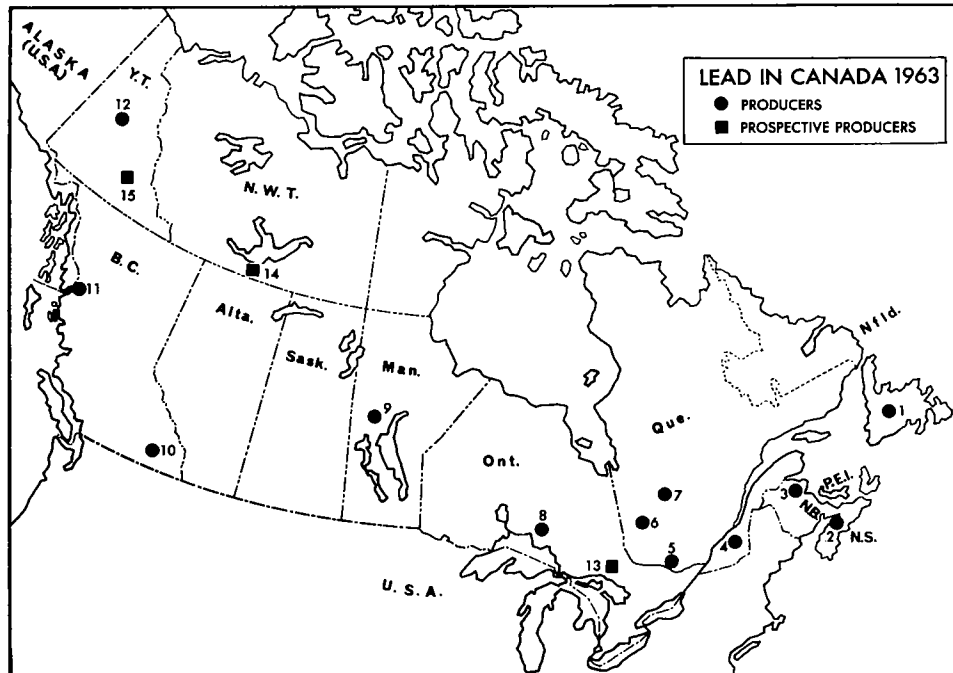 ALASKA
(U.S.A)
Y.T.
12
15
N.W.T.
LEAD IN CANADA 1963
PRODUCERS
PROSPECTIVE PRODUCERS
B.C.
14
11
Alta.
Sask.
Man.
Nfld.
9
1
Que.
10
Ont.
P.E.I.
3
7
N.B.
8
6
2
N.S.
4
5
13
U.S.A.